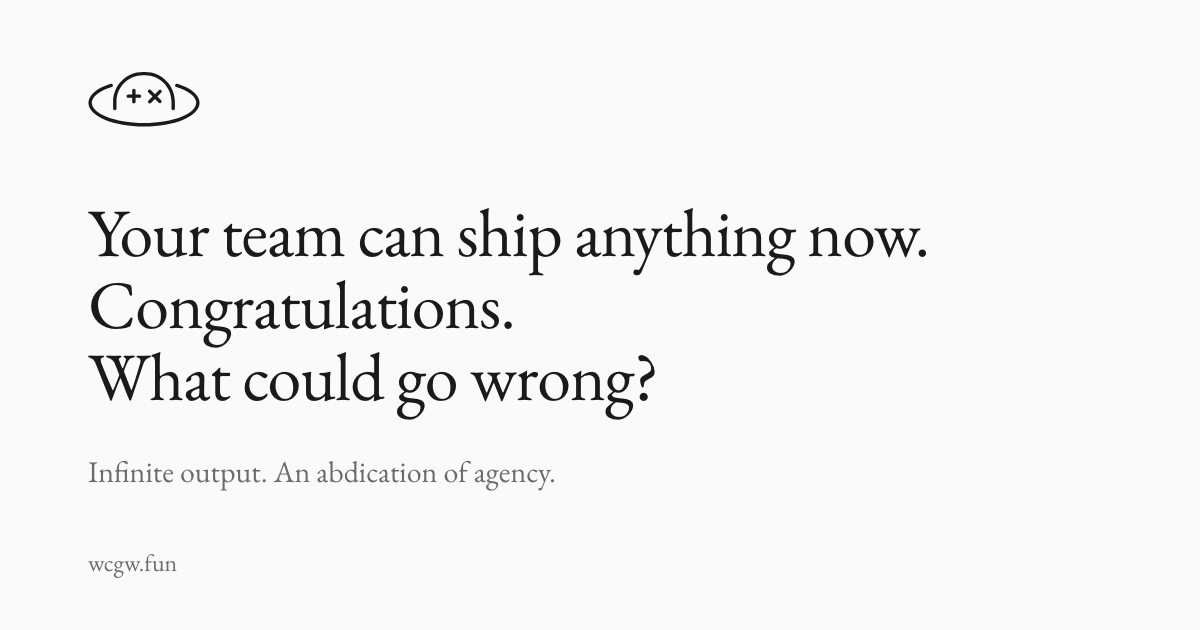 Your team can ship anything now.
Congratulations.
What could go wrong?
Infinite output. An abdication of agency.
wcgw.fun